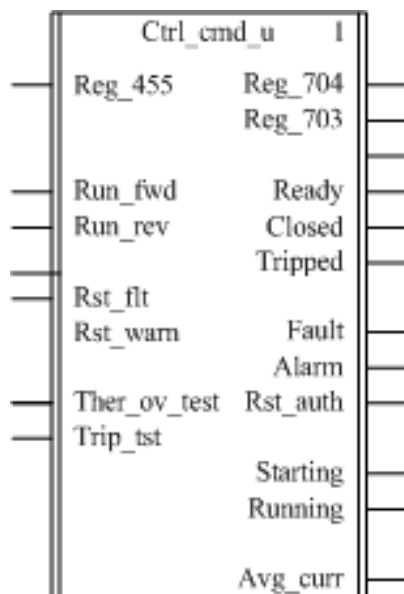 Ctrl_cmd_u 1
Reg_455 Reg_704
Reg_703
Run_fwd Ready
Run_rev Closed
Tripped
Rst_flt
Rst_warn Fault
Alarm
Ther_ov_test Rst_auth
Trip_tst
Starting
Running
Avg_curr